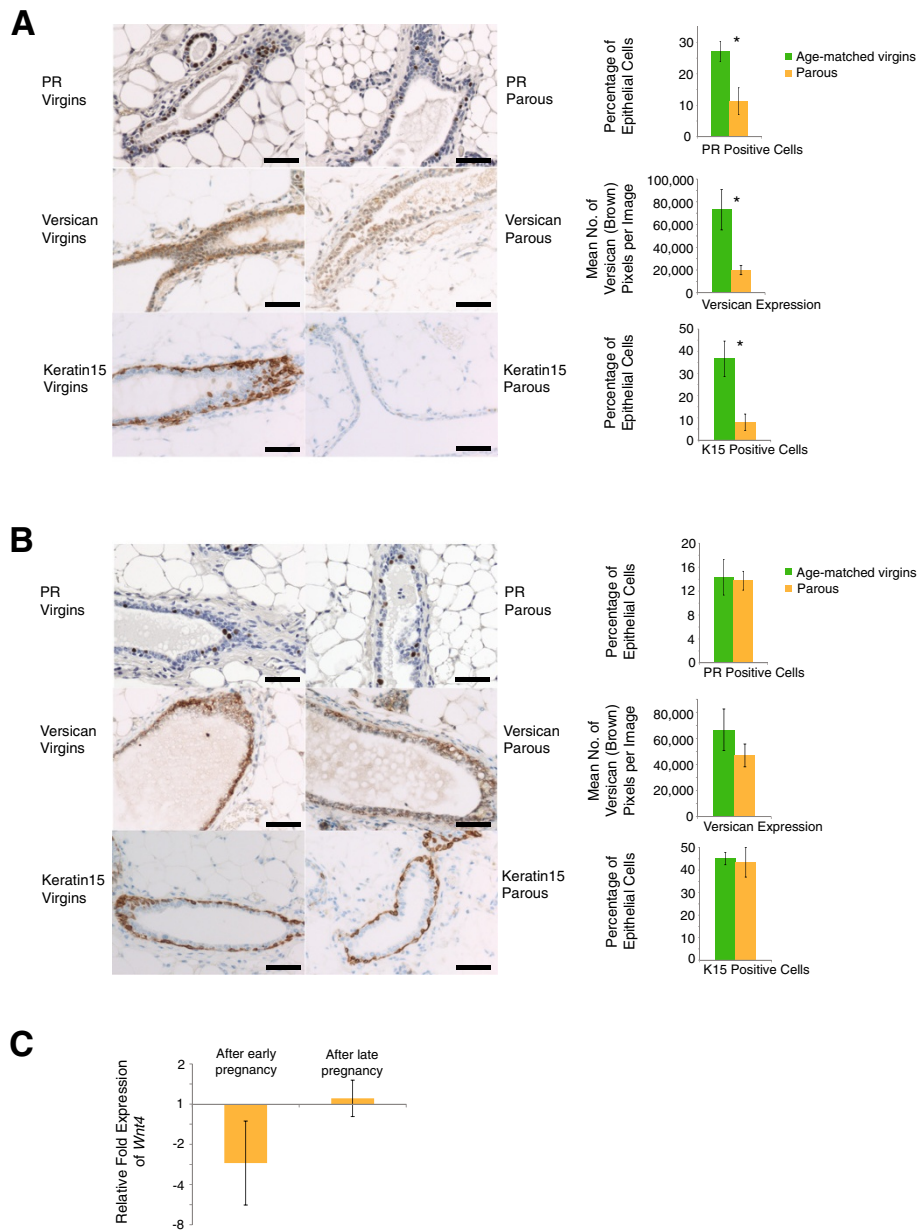 A
PR
Virgins
PR
Parous
Versican
Virgins
Versican
Parous
Keratin15
Virgins
Keratin15
Parous
Percentage of
Epithelial Cells
30
20
10
0
*
PR Positive Cells
Age-matched virgins
Parous
Mean No. of
Versican (Brown)
Pixels per Image
100,000
80,000
60,000
40,000
20,000
0
*
Versican Expression
Percentage of
Epithelial Cells
50
40
30
20
10
0
*
K15 Positive Cells
B
PR
Virgins
PR
Parous
Versican
Virgins
Versican
Parous
Keratin15
Virgins
Keratin15
Parous
Percentage of
Epithelial Cells
20
16
12
8
4
0
PR Positive Cells
Age-matched virgins
Parous
Mean No. of
Versican (Brown)
Pixels per Image
80,000
60,000
40,000
20,000
0
Versican Expression
Percentage of
Epithelial Cells
50
40
30
20
10
0
K15 Positive Cells
C
Relative Fold Expression
of Wnt4
2
1
-2
-4
-8
After early
pregnancy
After late
pregnancy